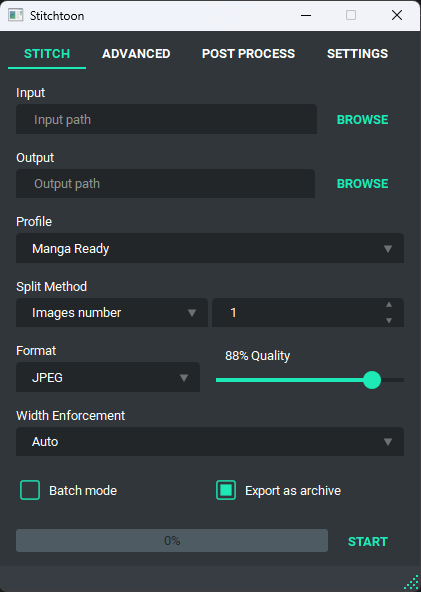 Stitchtoon
STITCH ADVANCED POST PROCESS SETTINGS
Input
Input path BROWSE
Output
Output path BROWSE
Profile
Manga Ready
Split Method
Images number 1
Format
88% Quality
JPEG
Width Enforcement
Auto
Batch mode Export as archive
0% START